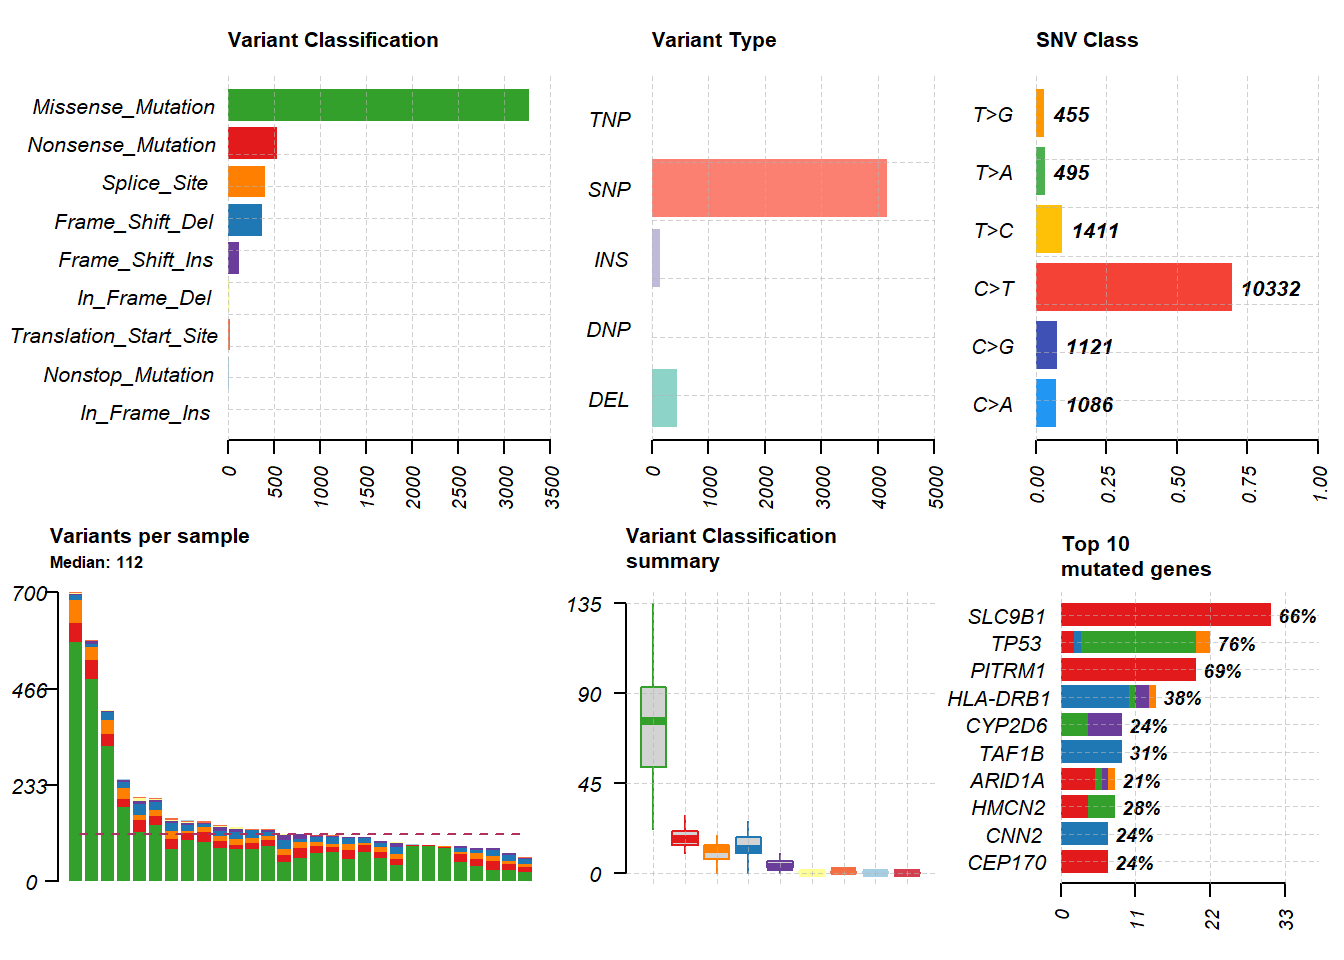 Variant Classification
Missense_Mutation
Nonsense_Mutation
Splice_Site
Frame_Shift_Del
Frame_Shift_Ins
In_Frame_Del
Translation_Start_Site
Nonstop_Mutation
In_Frame_Ins
0 500 1000 1500 2000 2500 3000 3500
Variant Type
TNP
SNP
INS
DNP
DEL
0 1000 2000 3000 4000 5000
SNV Class
T>G 455
T>A 495
T>C 1411
C>T 10332
C>G 1121
C>A 1086
0.00 0.25 0.50 0.75 1.00
Variants per sample
Median: 112
700
466
233
0
Variant Classification
summary
135
90
45
0
Top 10
mutated genes
SLC9B1 66%
TP53 76%
PITRM1 69%
HLA-DRB1 38%
CYP2D6 24%
TAF1B 31%
ARID1A 21%
HMCN2 28%
CNN2 24%
CEP170 24%
0 11 22 33